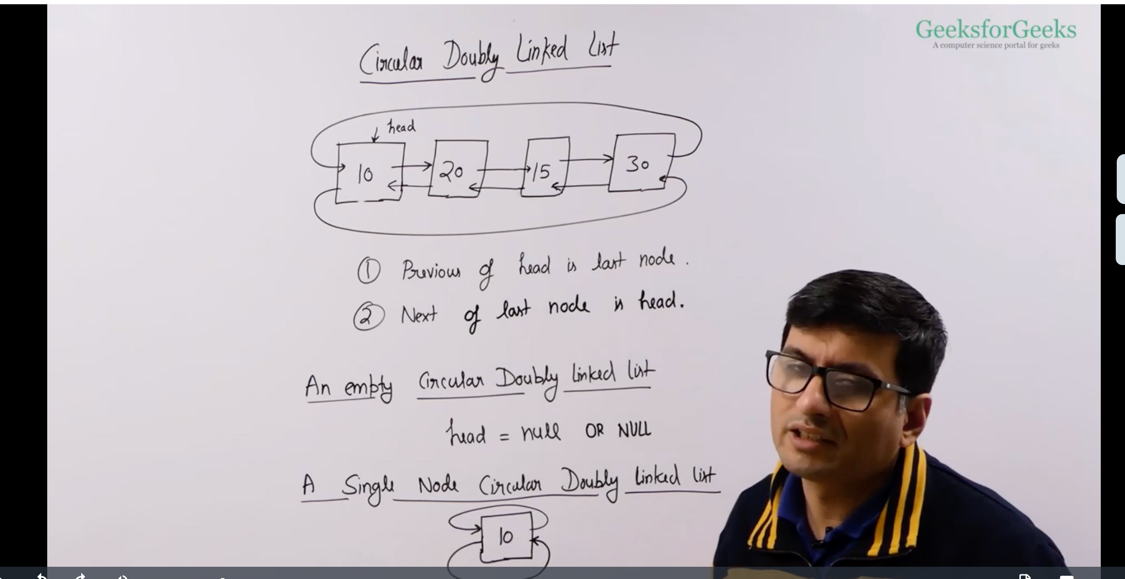 GeeksforGeeks
A computer science portal for geeks
Circular Doubly Linked List
head
10 20 15 30
① Previous of head is last node.
② Next of last node is head.
An empty Circular Doubly linked list
head = null OR NULL
A Single Node Circular Doubly linked list
10